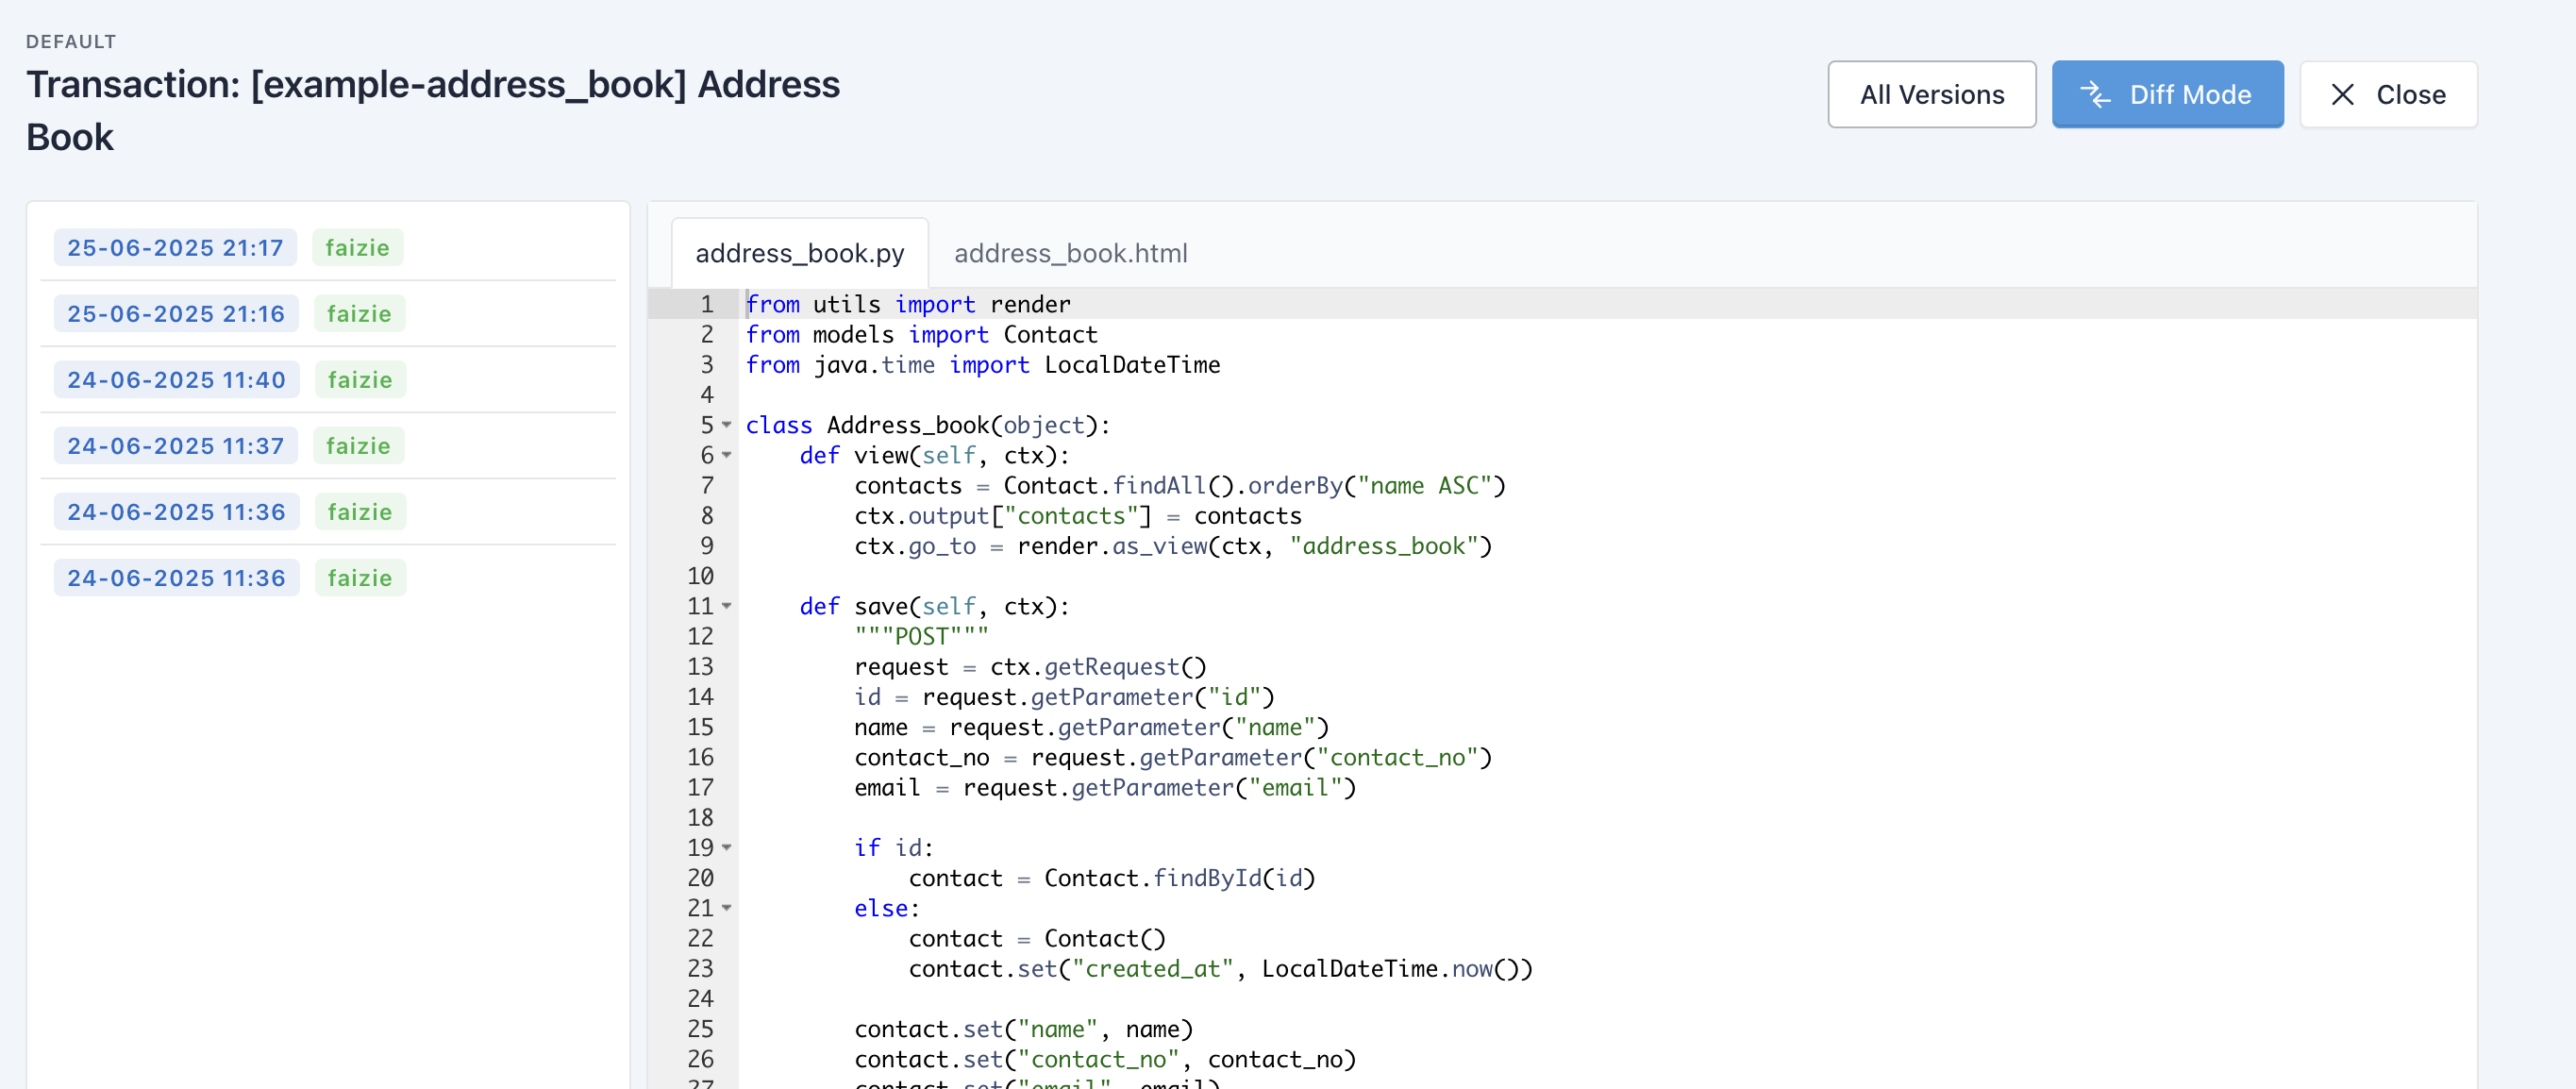 DEFAULT
Transaction: [example-address_book] Address
Book
All Versions
Diff Mode
Close
25-06-2025 21:17 faizie
25-06-2025 21:16 faizie
24-06-2025 11:40 faizie
24-06-2025 11:37 faizie
24-06-2025 11:36 faizie
24-06-2025 11:36 faizie
address_book.py address_book.html
1 from utils import render
2 from models import Contact
3 from java.time import LocalDateTime
4
5 class Address_book(object):
6     def view(self, ctx):
7         contacts = Contact.findAll().orderBy("name ASC")
8         ctx.output["contacts"] = contacts
9         ctx.go_to = render.as_view(ctx, "address_book")
10
11     def save(self, ctx):
12         """POST"""
13         request = ctx.getRequest()
14         id = request.getParameter("id")
15         name = request.getParameter("name")
16         contact_no = request.getParameter("contact_no")
17         email = request.getParameter("email")
18
19         if id:
20             contact = Contact.findById(id)
21         else:
22             contact = Contact()
23             contact.set("created_at", LocalDateTime.now())
24
25         contact.set("name", name)
26         contact.set("contact_no", contact_no)
27         contact.set("email", email)